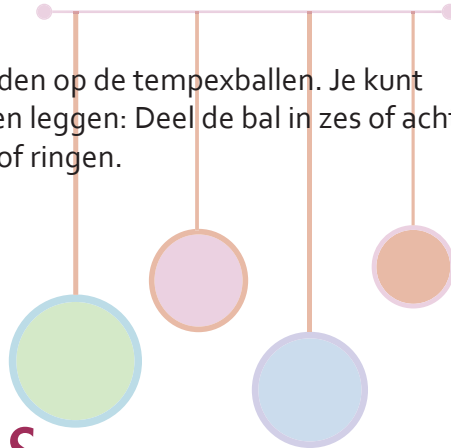 den op de tempexballen. Je kunt
en leggen: Deel de bal in zes of acht
of ringen.
s